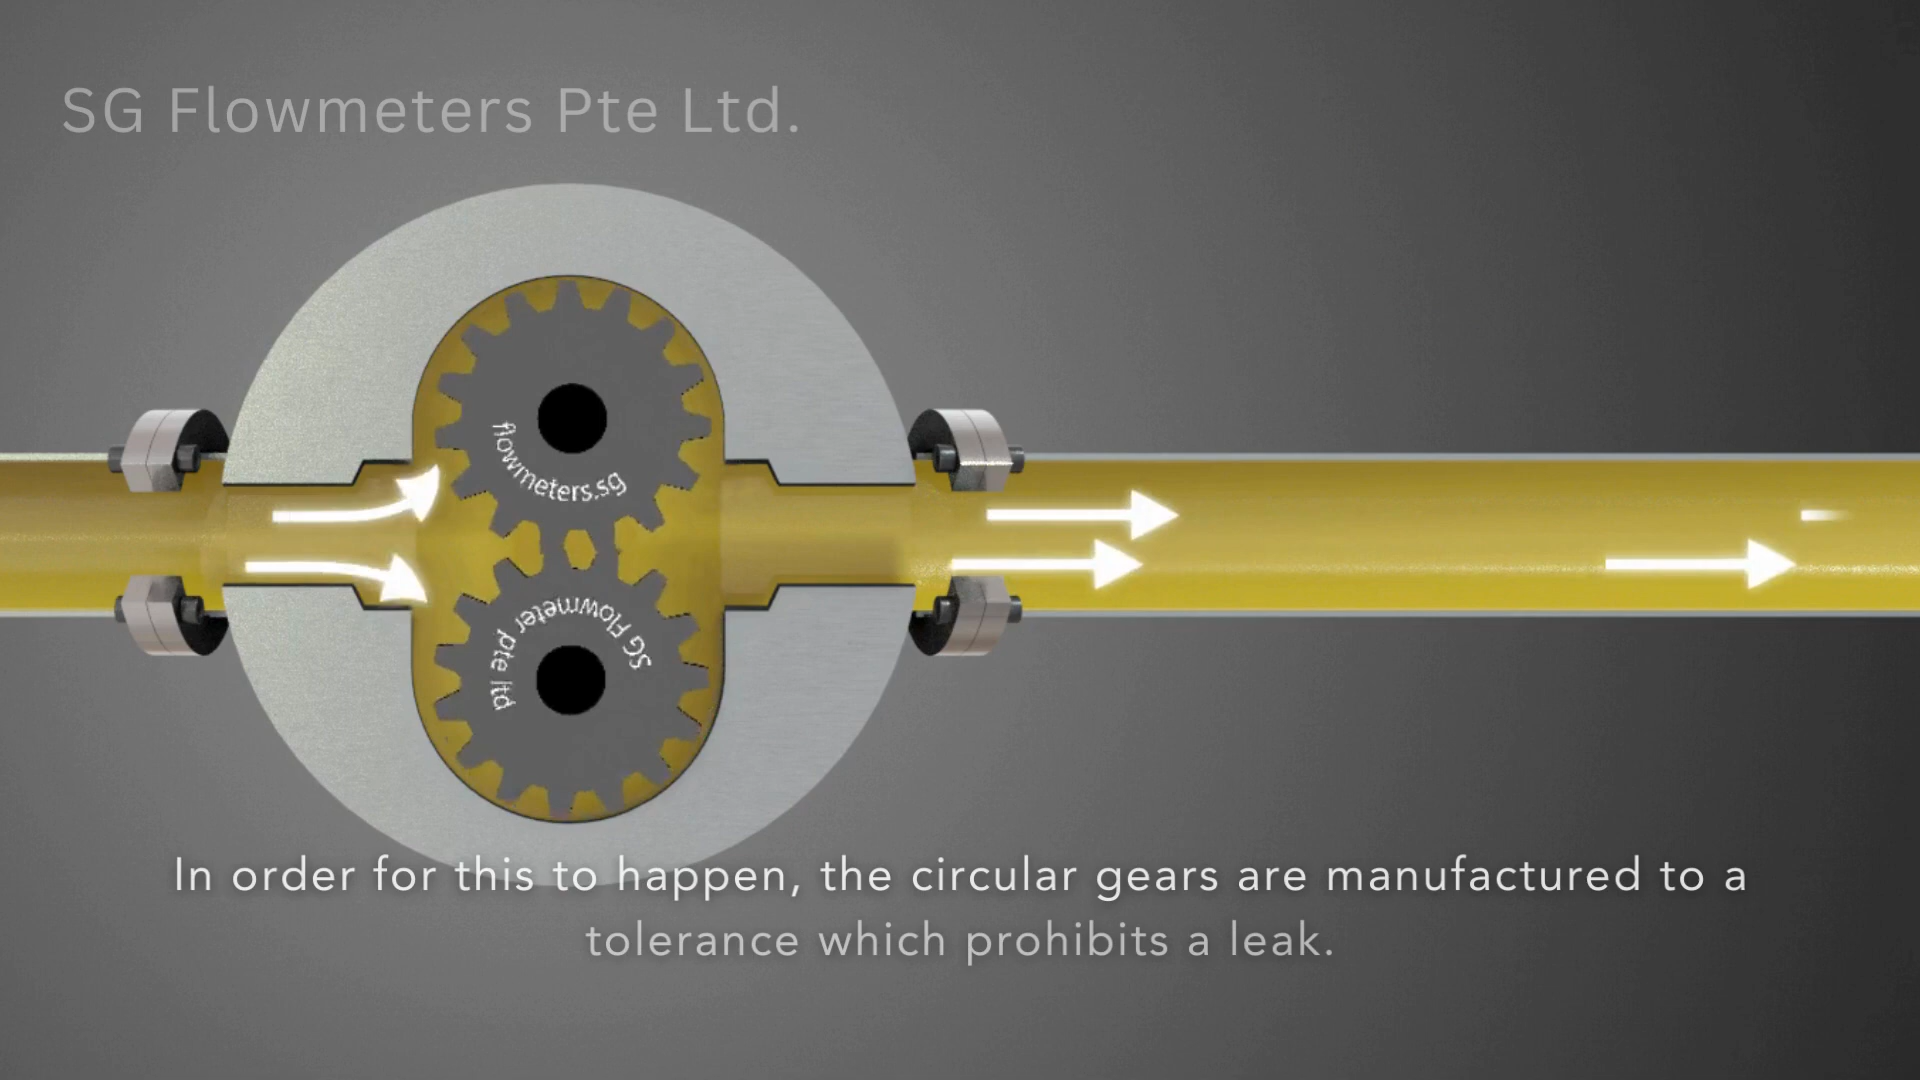 SG Flowmeters Pte Ltd.
flowmeters.sg
SG Flowmeter pte ltd
In order for this to happen, the circular gears are manufactured to a
tolerance which prohibits a leak.